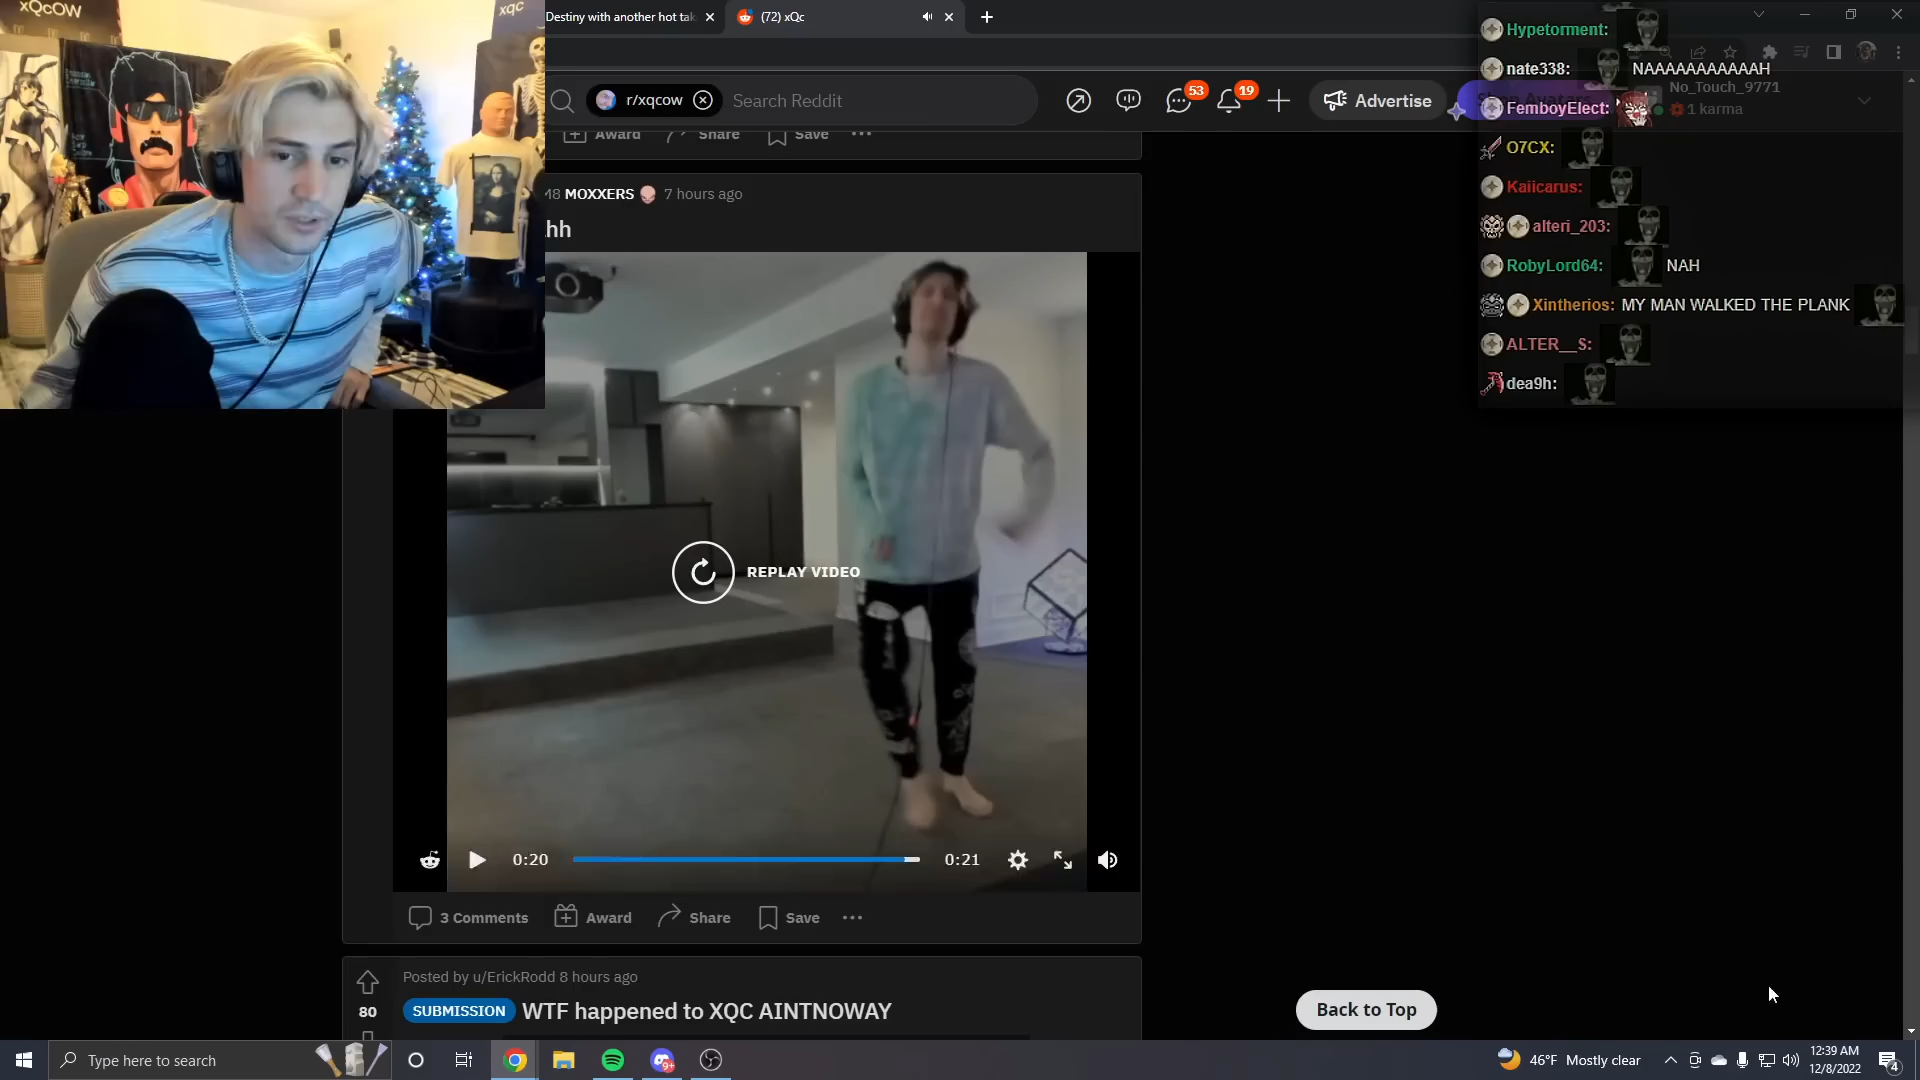 xQcOW
xqc
Destiny with another hot tak
(72) xQc
r/xqcow
Search Reddit
53
19
Advertise
No_Touch_9771
1 karma
Award
Share
Save
MOXXERS
7 hours ago
hh
REPLAY VIDEO
0:20
0:21
3 Comments
Award
Share
Save
Posted by u/ErickRodd 8 hours ago
80
SUBMISSION WTF happened to XQC AINTNOWAY
Back to Top
Hypetorment:
nate338: NAAAAAAAAAAAH
FemboyElect:
O7CX:
Kaiicarus:
alteri_203:
RobyLord64: NAH
Xintherios: MY MAN WALKED THE PLANK
ALTER__S:
dea9h:
Type here to search
9+
46°F Mostly clear
12:39 AM
12/8/2022
4